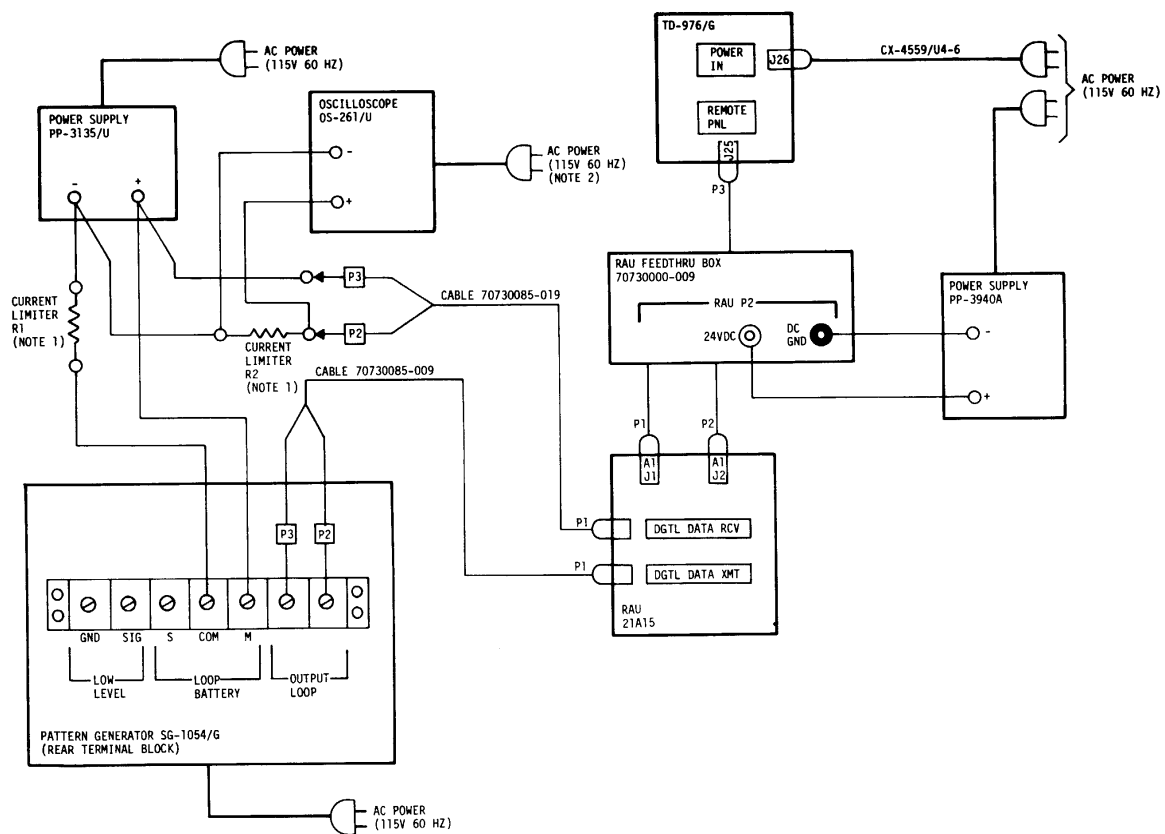 AC POWER
(115V 60 HZ)
POWER SUPPLY
PP-3135/U
-
+
OSCILLOSCOPE
OS-261/U
-
+
AC POWER
(115V 60 HZ)
(NOTE 2)
TD-976/G
POWER
IN
J26
REMOTE
PNL
J25
P3
CX-4559/U4-6
AC POWER
(115V 60 HZ)
RAU FEEDTHRU BOX
70730000-009
RAU P2
24VDC
DC
GND
POWER SUPPLY
PP-3940A
-
+
P3
CABLE 70730085-019
P2
CURRENT
LIMITER
R1
(NOTE 1)
CURRENT
LIMITER
R2
(NOTE 1)
CABLE 70730085-009
P1
P2
A1
J1
A1
J2
P1
DGTL DATA RCV
P1
DGTL DATA XMT
RAU
21A15
P3
P2
GND
SIG
S
COM
M
LOW
LEVEL
LOOP
BATTERY
OUTPUT
LOOP
PATTERN GENERATOR SG-1054/G
(REAR TERMINAL BLOCK)
AC POWER
(115V 60 HZ)